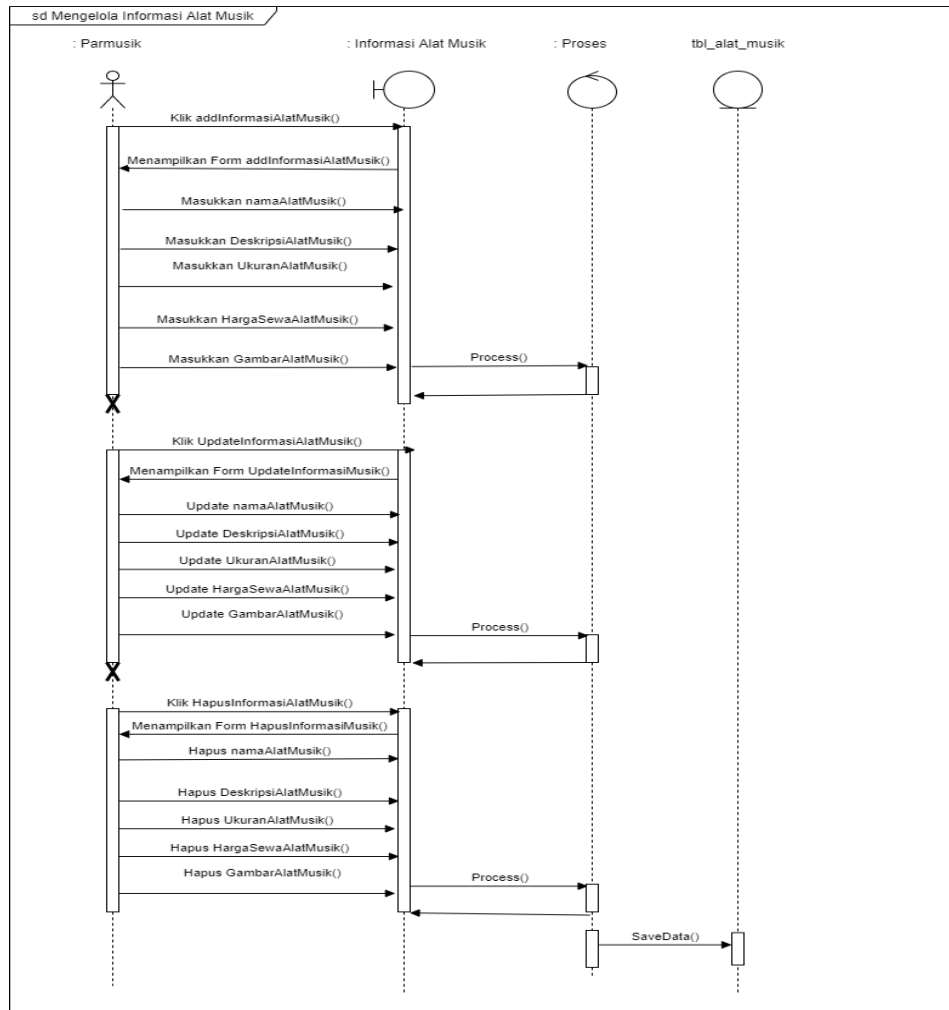 sd Mengelola Informasi Alat Musik
: Parmusik
: Informasi Alat Musik
: Proses
tbl_alat_musik
Klik addInformasiAlatMusik()
Menampilkan Form addInformasiAlatMusik()
Masukkan namaAlatMusik()
Masukkan DeskripsiAlatMusik()
Masukkan UkuranAlatMusik()
Masukkan HargaSewaAlatMusik()
Masukkan GambarAlatMusik()
Process()
Klik UpdateInformasiAlatMusik()
Menampilkan Form UpdateInformasiMusik()
Update namaAlatMusik()
Update DeskripsiAlatMusik()
Update UkuranAlatMusik()
Update HargaSewaAlatMusik()
Update GambarAlatMusik()
Process()
Klik HapusInformasiAlatMusik()
Menampilkan Form HapusInformasiMusik()
Hapus namaAlatMusik()
Hapus DeskripsiAlatMusik()
Hapus UkuranAlatMusik()
Hapus HargaSewaAlatMusik()
Hapus GambarAlatMusik()
Process()
SaveData()